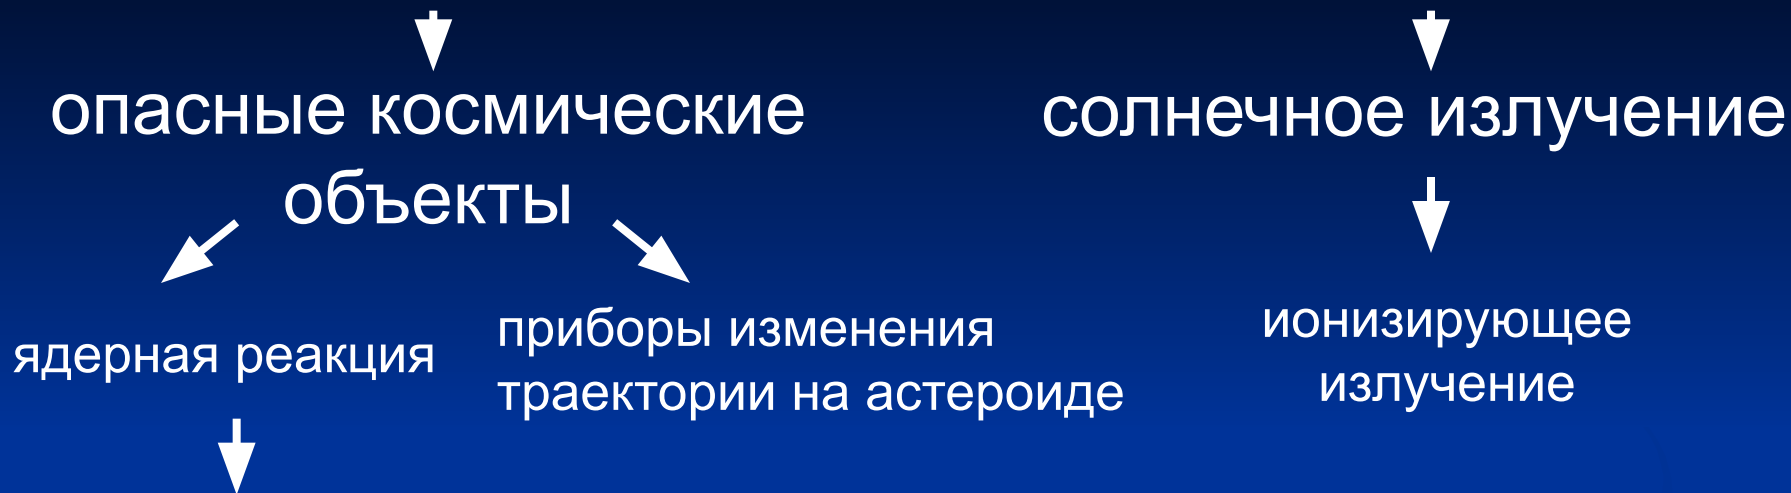 опасные космические
объекты
солнечное излучение
ядерная реакция
приборы изменения
траектории на астероиде
ионизирующее
излучение